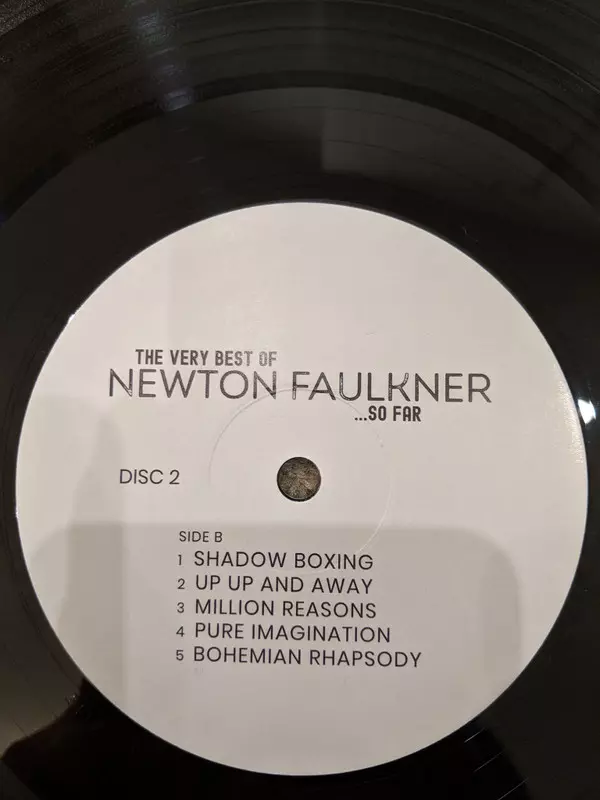 THE VERY BEST OF
NEWTON FAULKNER
...SO FAR
DISC 2
SIDE B
1 SHADOW BOXING
2 UP UP AND AWAY
3 MILLION REASONS
4 PURE IMAGINATION
5 BOHEMIAN RHAPSODY